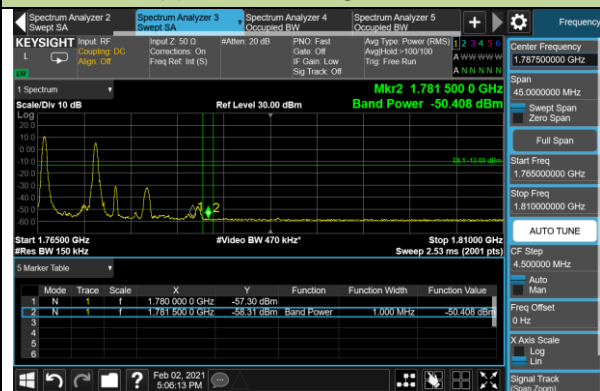 Spectrum Analyzer 2
Swept SA
Spectrum Analyzer 3
Swept SA
Spectrum Analyzer 4
Occupied BW
Spectrum Analyzer 5
Occupied BW
Frequency
KEYSIGHT
L
LXI
Input: RF
Coupling: DC
Align: Off
Input Z: 50 Ω
Corrections: On
Freq Ref: Int (S)
#Atten: 20 dB
PNO: Fast
Gate: Off
IF Gain: Low
Sig Track: Off
Avg Type: Power (RMS)
Avg|Hold:>100/100
Trig: Free Run
1 2 3 4 5 6
A W W W W W
A N N N N N
1 Spectrum
Scale/Div 10 dB
Ref Level 30.00 dBm
Mkr2 1.781 500 0 GHz
Band Power -50.408 dBm
Log
20.0
10.0
0.00
-10.0
-20.0
-30.0
-40.0
-50.0
-60.0
DL1 -13.00 dBm
1
2
Start 1.76500 GHz
#Video BW 470 kHz*
Stop 1.81000 GHz
#Res BW 150 kHz
Sweep 2.53 ms (2001 pts)
5 Marker Table
Mode Trace Scale X Y Function Function Width Function Value
1 N 1 f 1.780 000 0 GHz -57.30 dBm
2 N 1 f 1.781 500 0 GHz -58.31 dBm Band Power 1.000 MHz -50.408 dBm
3
4
5
6
Feb 02, 2021
5:06:13 PM
Center Frequency
1.787500000 GHz
Span
45.0000000 MHz
Swept Span
Zero Span
Full Span
Start Freq
1.765000000 GHz
Stop Freq
1.810000000 GHz
AUTO TUNE
CF Step
4.500000 MHz
Auto
Man
Freq Offset
0 Hz
X Axis Scale
Log
Lin
Signal Track
(Span Zoom)